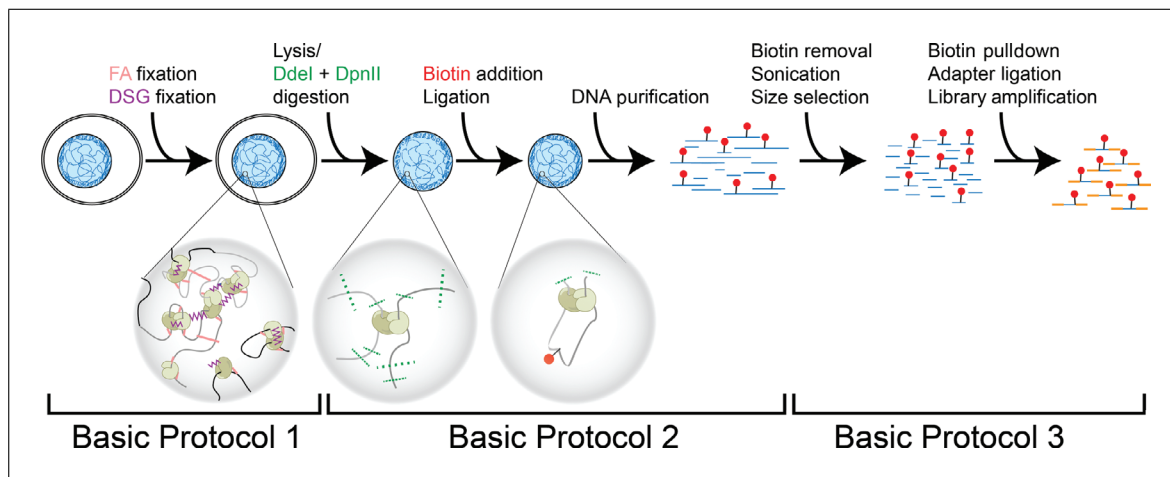 FA fixation
DSG fixation
Lysis/
DdeI + DpnII
digestion
Biotin addition
Ligation
DNA purification
Biotin removal
Sonication
Size selection
Biotin pulldown
Adapter ligation
Library amplification
Basic Protocol 1
Basic Protocol 2
Basic Protocol 3